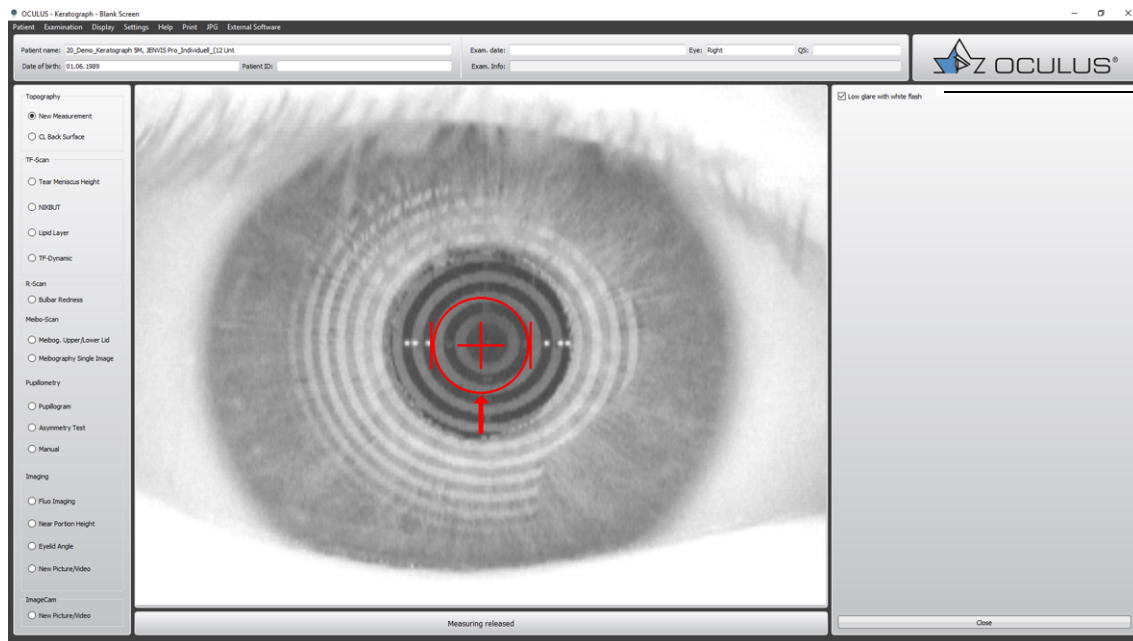 OCULUS - Keratograph - Blank Screen
Patient Examination Display Settings Help Print JPG External Software
Patient name: 20_Demo_Keratograph 5M, JENVIS Pro_Individuell_(12 Unt
Exam. date: Eye: Right QS:
Date of birth: 01.06.1989 Patient ID:
Exam. Info:
OCULUS®
Topography
New Measurement
CL Back Surface
TF-Scan
Tear Meniscus Height
NIKBUT
Lipid Layer
TF-Dynamic
R-Scan
Bulbar Redness
Meibo-Scan
Meibog. Upper/Lower Lid
Meibography Single Image
Pupillometry
Pupillogram
Asymmetry Test
Manual
Imaging
Fluo Imaging
Near Portion Height
Eyelid Angle
New Picture/Video
ImageCam
New Picture/Video
Measuring released
Low glare with white flash
Close